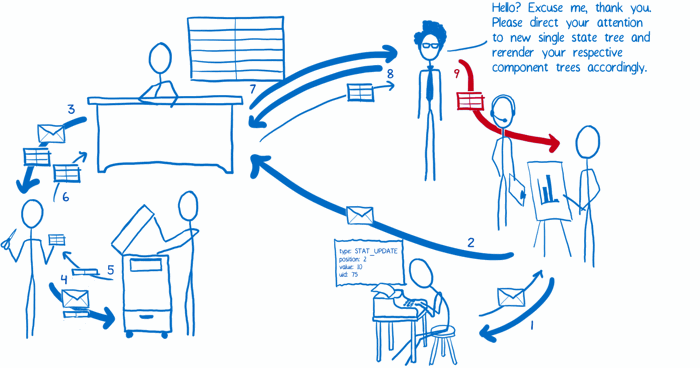 Hello? Excuse me, thank you.
Please direct your attention
to new single state tree and
rerender your respective
component trees accordingly.
7
8
9
3
6
4
5
2
type: STAT_UPDATE
position: 2
value: 10
uid: 75
1